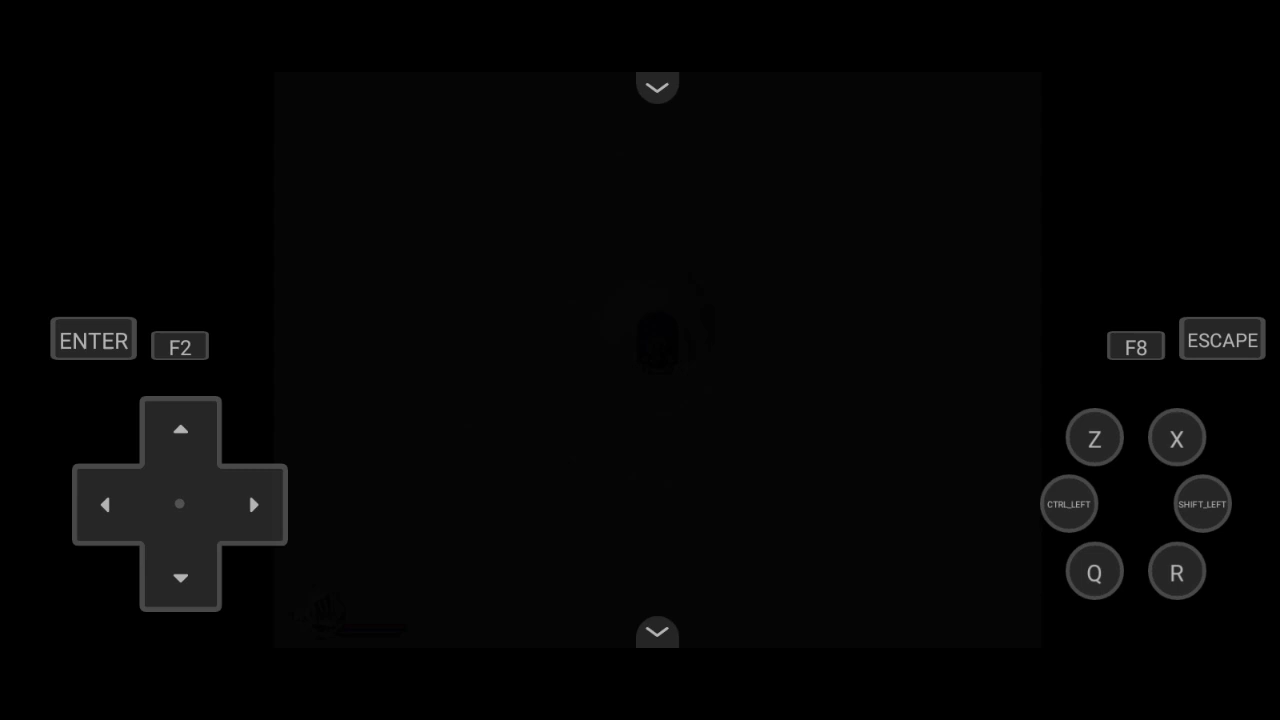 ENTER
F2
F8
ESCAPE
Z
X
CTRL_LEFT
SHIFT_LEFT
Q
R